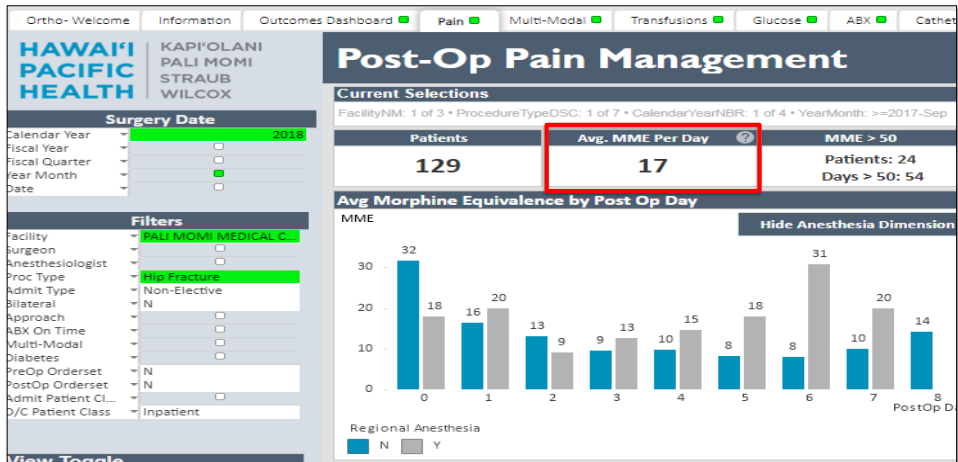 Ortho- Welcome Information Outcomes Dashboard Pain Multi-Modal Transfusions Glucose ABX Cathet
HAWAI'I PACIFIC HEALTH
KAPI'OLANI
PALI MOMI
STRAUB
WILCOX
Surgery Date
Calendar Year 2018
Fiscal Year
Fiscal Quarter
Year Month
Date
Filters
Facility PALI MOMI MEDICAL C...
Surgeon
Anesthesiologist
Proc Type Hip Fracture
Admit Type Non-Elective
Bilateral N
Approach
ABX On Time
Multi-Modal
Diabetes
PreOp Orderset N
PostOp Orderset N
Admit Patient Cl...
D/C Patient Class Inpatient
View Toggle
Post-Op Pain Management
Current Selections
FacilityNM: 1 of 3 • ProcedureTypeDSC: 1 of 7 • CalendarYearNBR: 1 of 4 • YearMonth: >=2017-Sep
Patients Avg. MME Per Day ? MME > 50
129 17 Patients: 24
Days > 50: 54
Avg Morphine Equivalence by Post Op Day
MME
Hide Anesthesia Dimension
30
20
10
0
32 18 16 20 13 9 9 13 10 15 8 18 8 31 10 20 14
0 1 2 3 4 5 6 7 8
PostOp D
Regional Anesthesia
N Y